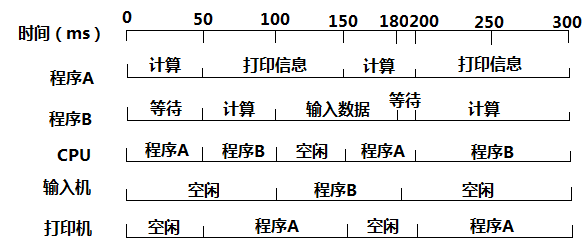 0 50 100 150 180 200 250 300
时间（ms）
计算 打印信息 计算 打印信息
程序A
等待 计算 输入数据 等待 计算
程序B
CPU 程序A 程序B 空闲 程序A 程序B
输入机 空闲 程序B 空闲
打印机 空闲 程序A 空闲 程序A